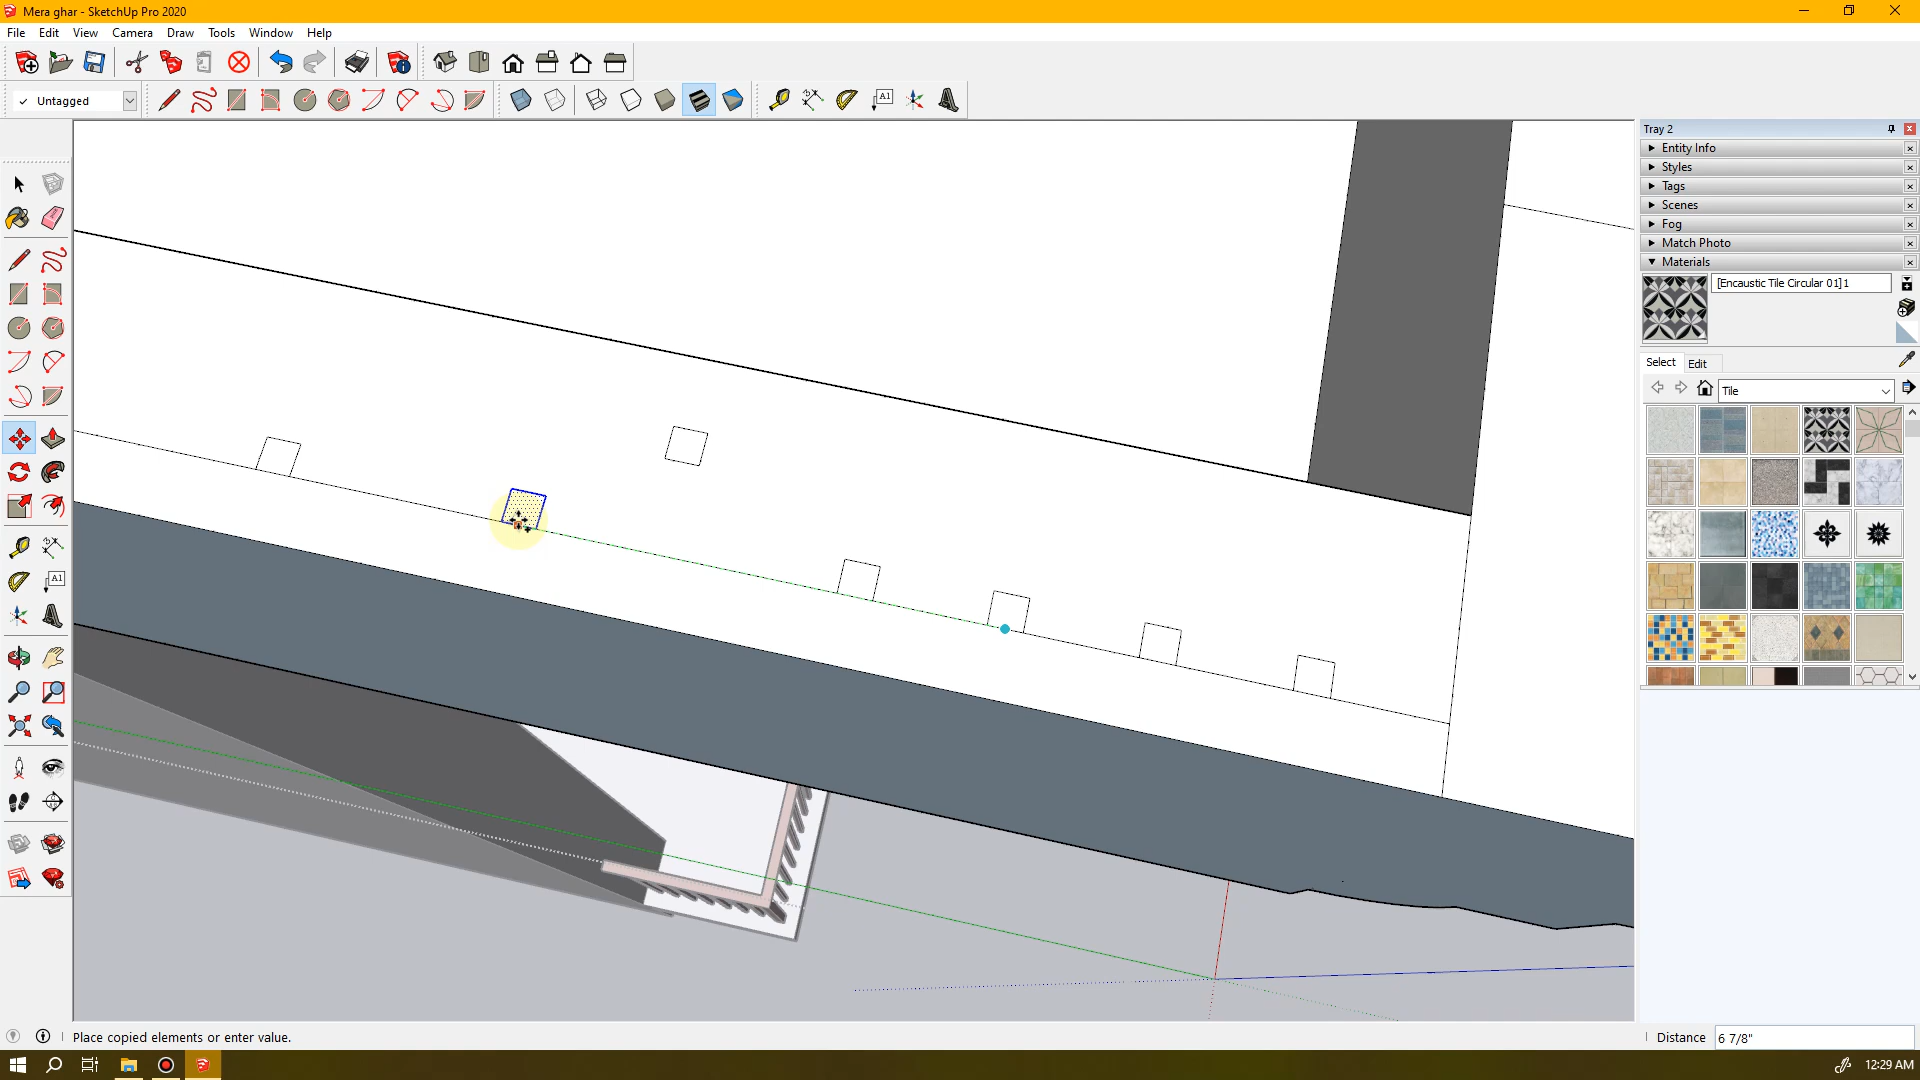 Mera ghar - SketchUp Pro 2020
File Edit View Camera Draw Tools Window Help
Untagged
A1
Tray 2
Entity Info
Styles
Tags
Scenes
Fog
Match Photo
Materials
[Encaustic Tile Circular 01]1
Select Edit
Tile
A1
Place copied elements or enter value.
Distance 6 7/8"
12:29 AM